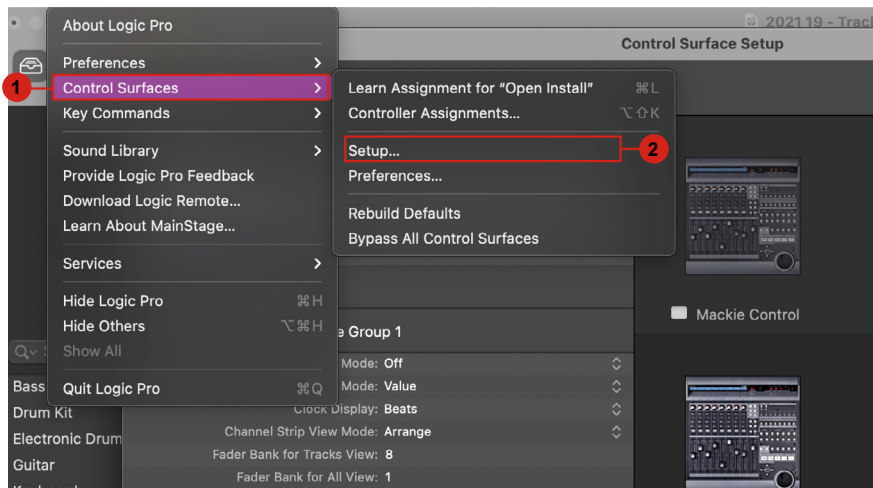 2021 19 - Track
Control Surface Setup
About Logic Pro
Preferences
1
Control Surfaces
Key Commands
Sound Library
Provide Logic Pro Feedback
Download Logic Remote...
Learn About MainStage...
Services
Hide Logic Pro ⌘H
Hide Others ⌥⌘H
Show All
Quit Logic Pro ⌘Q
Learn Assignment for “Open Install” ⌘L
Controller Assignments... ⌥⇧K
Setup...
2
Preferences...
Rebuild Defaults
Bypass All Control Surfaces
Mackie Control
Group 1
Mode: Off
Mode: Value
Clock Display: Beats
Channel Strip View Mode: Arrange
Fader Bank for Tracks View: 8
Fader Bank for All View: 1
Bass
Drum Kit
Electronic Drum
Guitar